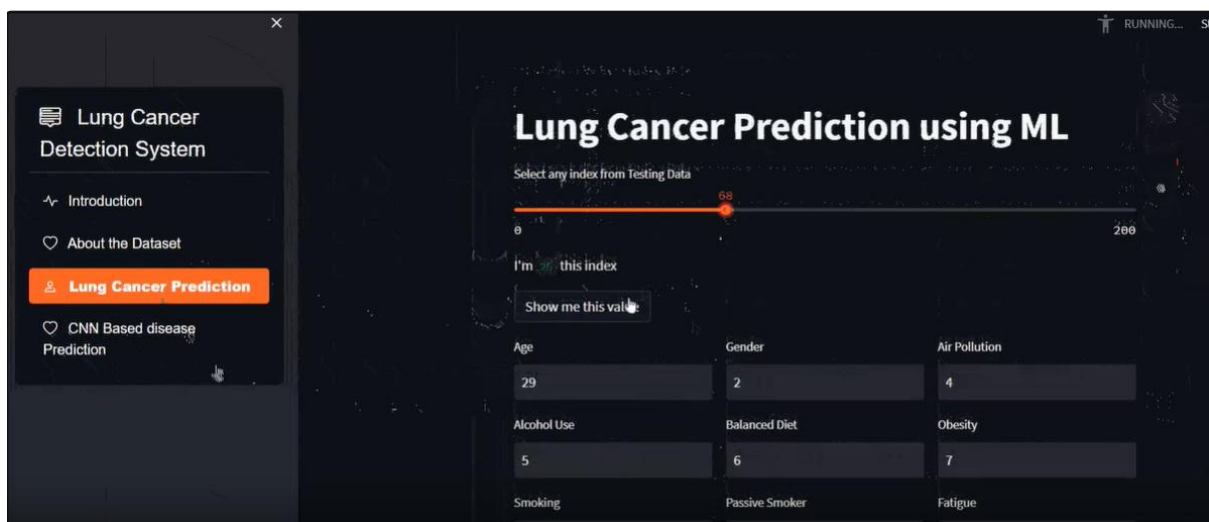 ×
RUNNING...
Lung Cancer
Detection System
Introduction
About the Dataset
Lung Cancer Prediction
CNN Based disease
Prediction
Lung Cancer Prediction using ML
Select any index from Testing Data
68
0 200
I'm this index
Show me this value
Age Gender Air Pollution
29 2 4
Alcohol Use Balanced Diet Obesity
5 6 7
Smoking Passive Smoker Fatigue